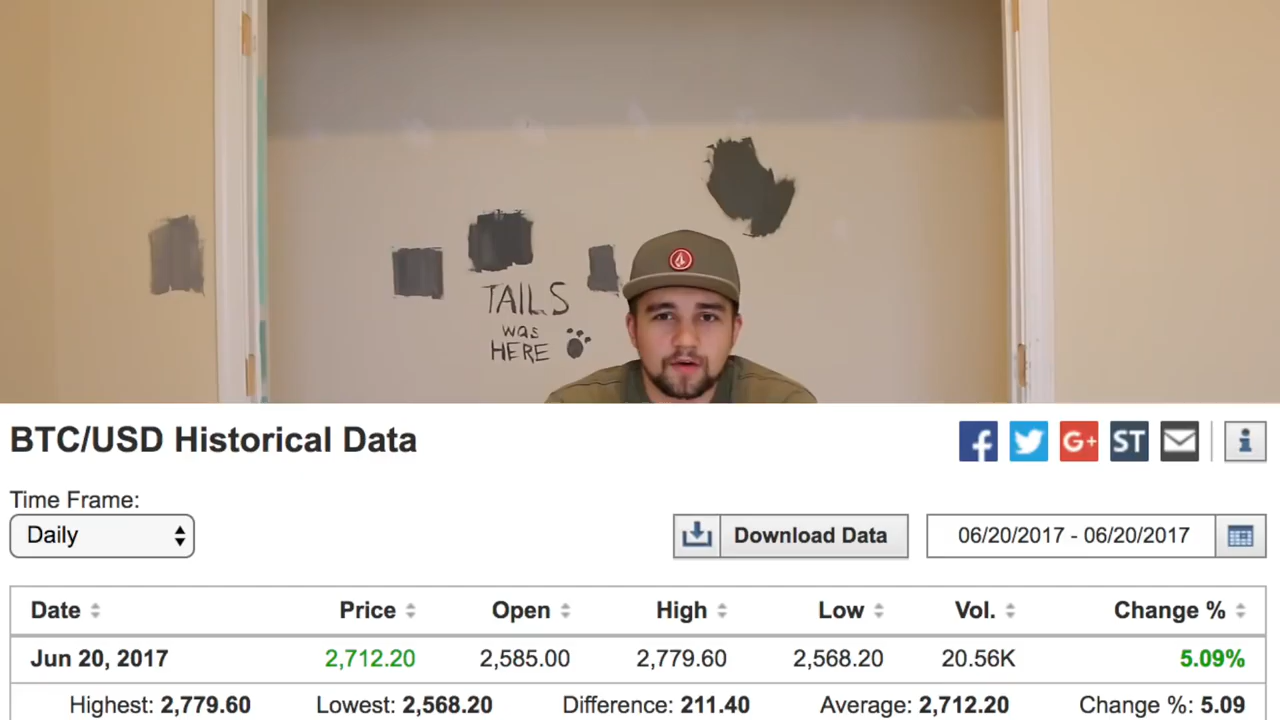 TAILS
was
HERE
BTC/USD Historical Data
G+ ST
Time Frame:
Daily
Download Data
06/20/2017 - 06/20/2017
Date Price Open High Low Vol. Change %
Jun 20, 2017 2,712.20 2,585.00 2,779.60 2,568.20 20.56K 5.09%
Highest: 2,779.60 Lowest: 2,568.20 Difference: 211.40 Average: 2,712.20 Change %: 5.09